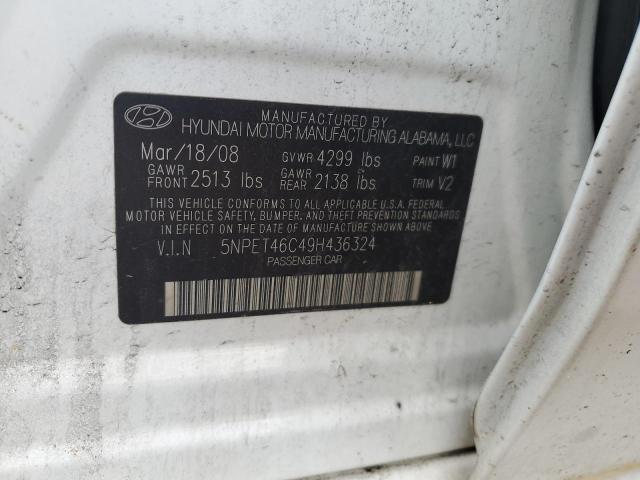 MANUFACTURED BY
HYUNDAI MOTOR MANUFACTURING ALABAMA, LLC
Mar/18/08 GVWR 4299 lbs PAINT W1
GAWR FRONT 2513 lbs GAWR REAR 2138 lbs TRIM V2
THIS VEHICLE CONFORMS TO ALL APPLICABLE U.S.A. FEDERAL
MOTOR VEHICLE SAFETY, BUMPER, AND THEFT PREVENTION STANDARDS
IN EFFECT ON THE DATE OF MANUFACTURE SHOWN ABOVE.
V.I.N 5NPET46C49H436324
PASSENGER CAR